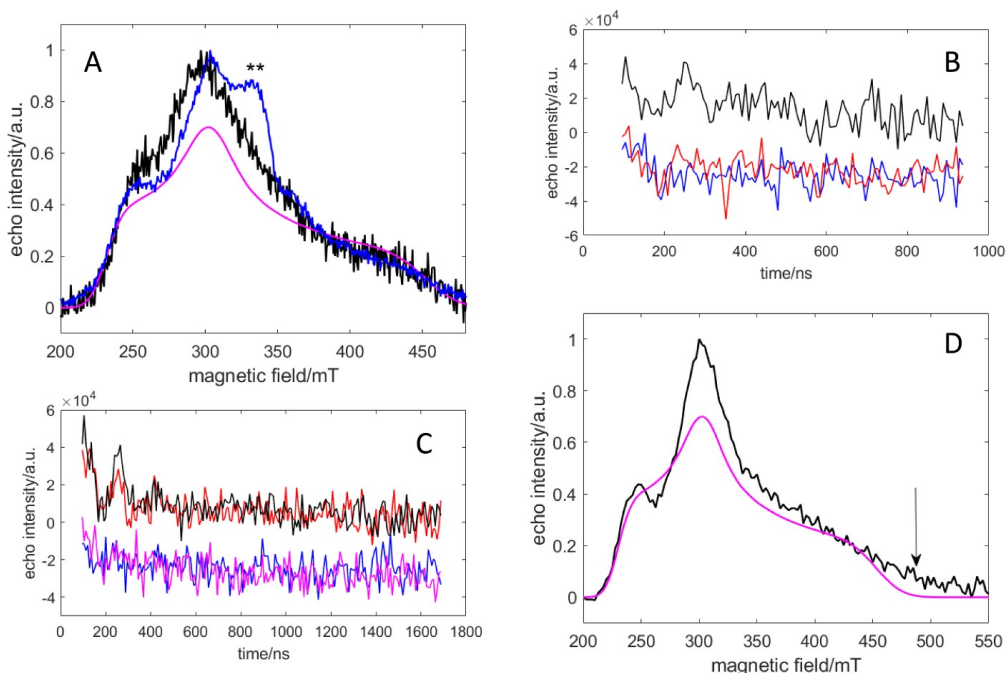 A
**
echo intensity/a.u.
1
0.8
0.6
0.4
0.2
0
200 250 300 350 400 450
magnetic field/mT
B
×10⁴
echo intensity/a.u.
6
4
2
0
-2
-4
-6
0 200 400 600 800 1000
time/ns
C
×10⁴
echo intensity/a.u.
6
4
2
0
-2
-4
0 200 400 600 800 1000 1200 1400 1600 1800
time/ns
D
echo intensity/a.u.
1
0.8
0.6
0.4
0.2
0
200 250 300 350 400 450 500 550
magnetic field/mT